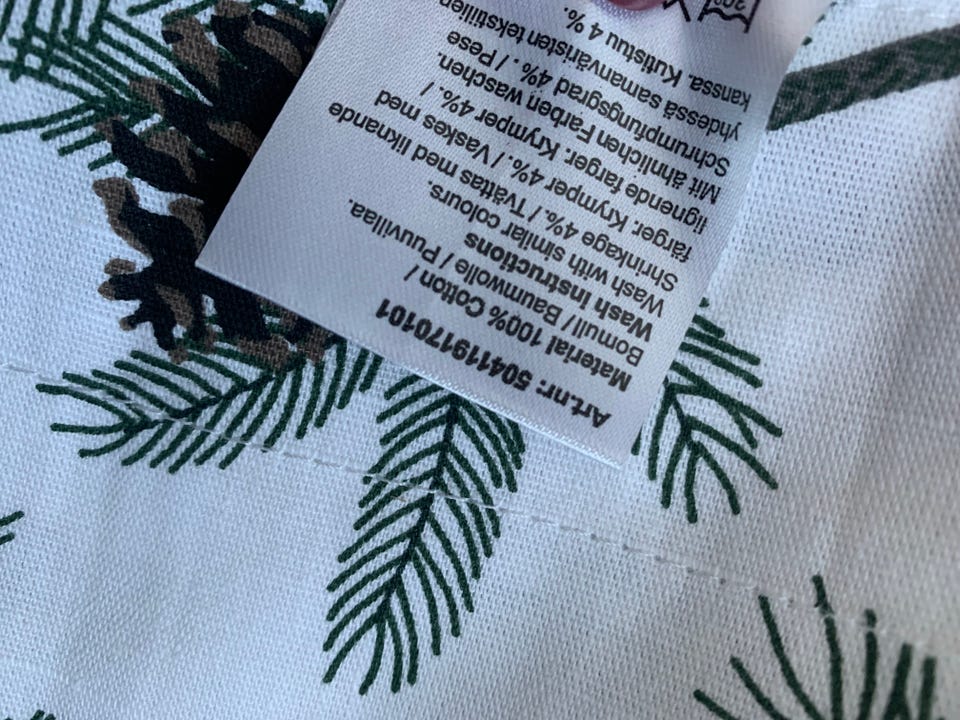 Art.nr: 504119170101
Material 100% Cotton /
Bomull / Baumwolle / Puuvillaa.
Wash Instructions
Wash with similar colours.
Shrinkage 4%. / Tvättas med liknande
färger. Krymper 4%. / Vaskes med
lignende farger. Krymper 4%. /
Mit ähnlichen Farben waschen.
Schrumpfungsgrad 4%. / Pese
yhdessä samanväristen tekstiilien
kanssa. Kutistuu 4 %.